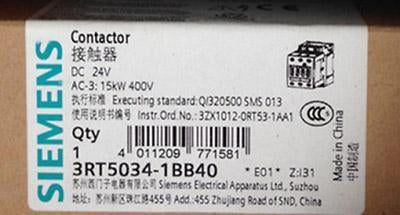 SIEMENS
Contactor
接触器
DC 24V
AC-3: 15kW 400V
执行标准 Executing standard:Q/320500 SMS 013
使用说明书编号 Instr.Ord.No.:3ZX1012-0RT53-1AA1
Qty
1 4 011209 771581
3RT5034-1BB40 *E01* Z:I31
苏州西门子电器有限公司 Siemens Electrical Apparatus Ltd., Suzhou
地址:苏州新区珠江路455号 Add.:455 Zhujiang Road of SND, China
CCC
中国制造